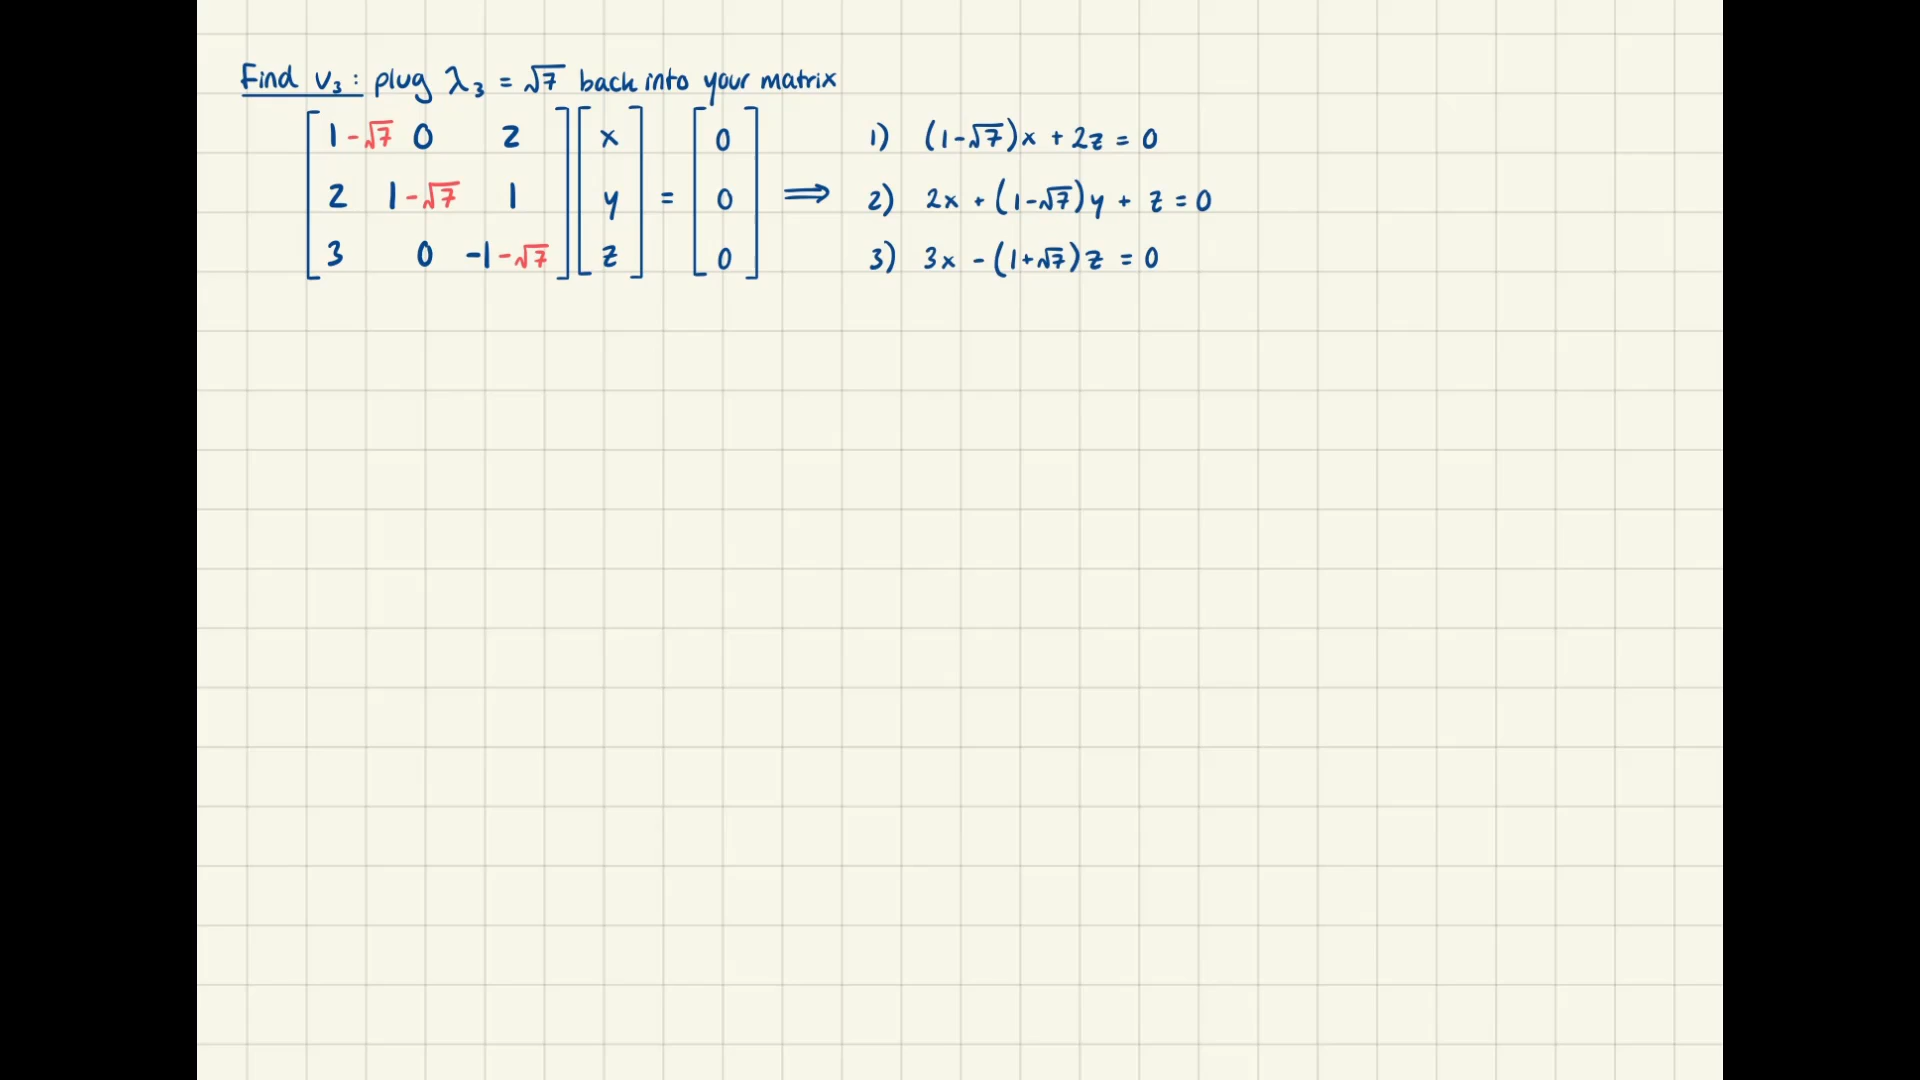 Find v₃: plug λ₃ = √7 back into your matrix
[1-√7 0 2] [x] = [0] ⟹ 1) (1-√7)x + 2z = 0
[2 1-√7 1] [y] = [0] 2) 2x + (1-√7)y + z = 0
[3 0 -1-√7] [z] = [0] 3) 3x - (1+√7)z = 0